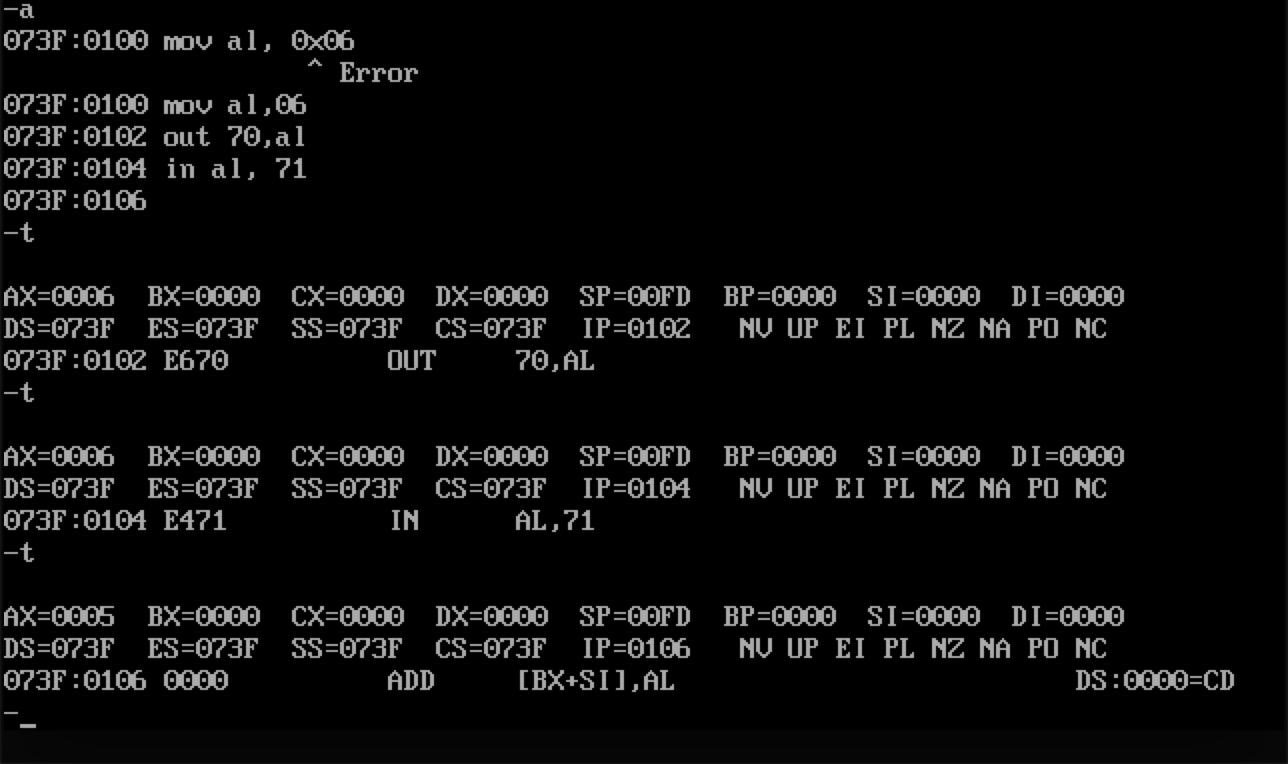 -a
073F:0100 mov al, 0x06
^ Error
073F:0100 mov al,06
073F:0102 out 70,al
073F:0104 in al, 71
073F:0106
-t
AX=0006 BX=0000 CX=0000 DX=0000 SP=00FD BP=0000 SI=0000 DI=0000
DS=073F ES=073F SS=073F CS=073F IP=0102 NV UP EI PL NZ NA PO NC
073F:0102 E670 OUT 70,AL
-t
AX=0006 BX=0000 CX=0000 DX=0000 SP=00FD BP=0000 SI=0000 DI=0000
DS=073F ES=073F SS=073F CS=073F IP=0104 NV UP EI PL NZ NA PO NC
073F:0104 E471 IN AL,71
-t
AX=0005 BX=0000 CX=0000 DX=0000 SP=00FD BP=0000 SI=0000 DI=0000
DS=073F ES=073F SS=073F CS=073F IP=0106 NV UP EI PL NZ NA PO NC
073F:0106 0000 ADD [BX+SI],AL DS:0000=CD
-_